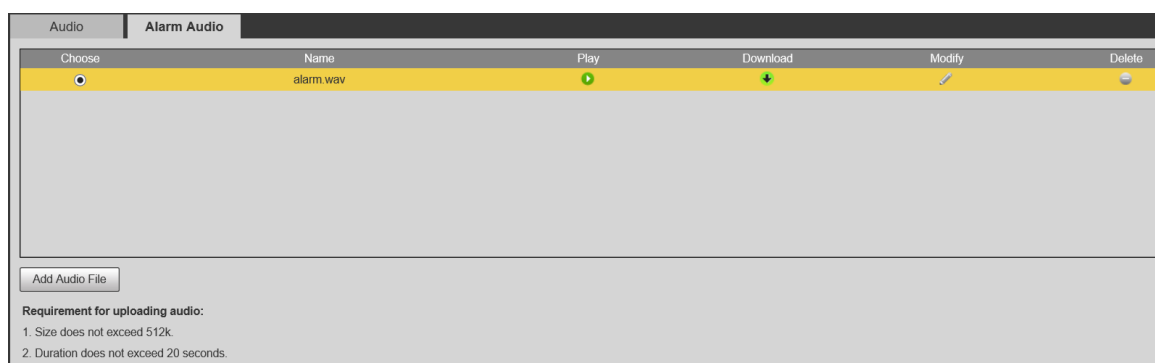 Audio Alarm Audio
Choose Name Play Download Modify Delete
alarm.wav
Add Audio File
Requirement for uploading audio:
1. Size does not exceed 512k.
2. Duration does not exceed 20 seconds.